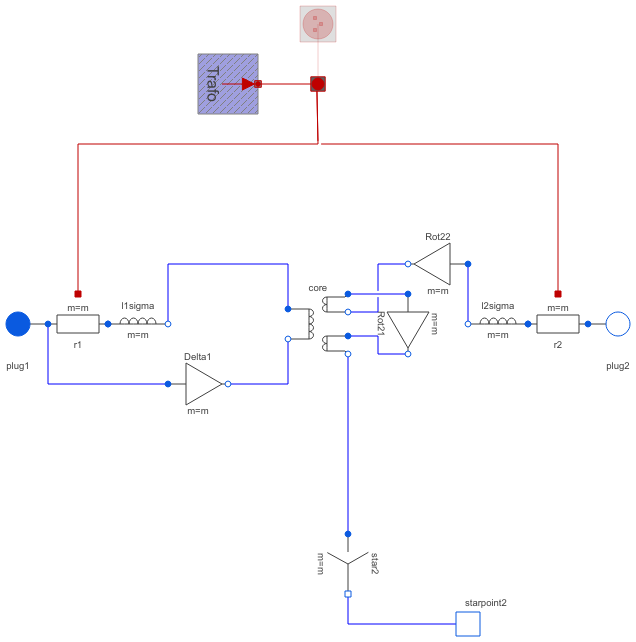 Trafo
Rot22
m=m
l1sigma
m=m
core
l2sigma
m=m
m=m
r1
m=m
Rot21
m=m
m=m
r2
plug1
Delta1
m=m
plug2
m=m
star2
starpoint2